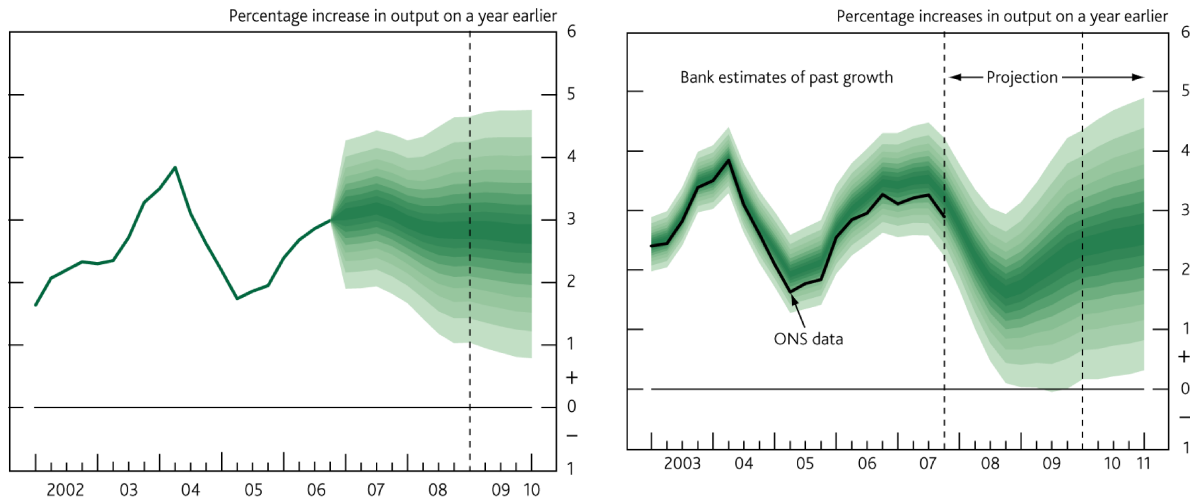 Percentage increase in output on a year earlier
6
5
4
3
2
1
+
0
−
1
2002 03 04 05 06 07 08 09 10
Percentage increases in output on a year earlier
Bank estimates of past growth
Projection
ONS data
6
5
4
3
2
1
+
0
−
1
2003 04 05 06 07 08 09 10 11